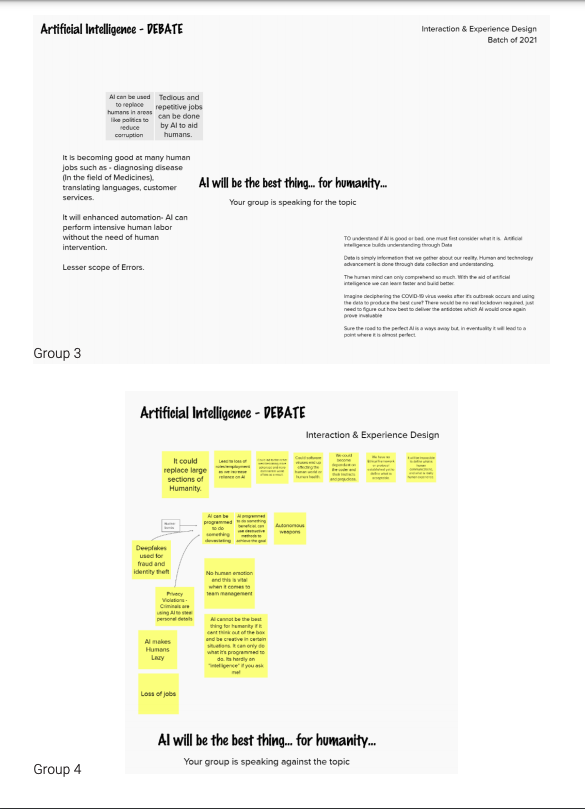 Artificial Intelligence - DEBATE
Interaction & Experience Design
Batch of 2021
AI can be used
to replace
humans in areas
like politics to
reduce
corruption
Tedious and
repetitive jobs
can be done
by AI to aid
humans.
It is becoming good at many human
jobs such as - diagnosing disease
(In the field of Medicines),
translating languages, customer
services.
It will enhanced automation- AI can
perform intensive human labor
without the need of human
intervention.
Lesser scope of Errors.
AI will be the best thing... for humanity...
Your group is speaking for the topic
TO understand if AI is good or bad, one must first consider what it is. Artificial
intelligence builds understanding through Data
Data is simply information that we gather about our reality. Human and technology
advancement is done through data collection and understanding.
The human mind can only comprehend so much. With the aid of artificial
intelligence we can learn faster and build better.
Imagine deciphering the COVID-19 virus weeks after it's outbreak occurs and using
the data to produce the best cure? There would be no real lockdown required, just
need to figure out how best to deliver the antidotes which AI would once again
prove invaluable
Sure the road to the perfect AI is a ways away but, in eventuality it will lead to a
point where it is almost perfect.
Group 3
Artificial Intelligence - DEBATE
Interaction & Experience Design
It could
replace large
sections of
Humanity.
Leads to loss of
roles/employment
as we increase
reliance on AI
Could software
viruses end up
affecting the
human mind or
human health
We could
become
dependant on
the code and
their
and prejudices.
AI can be
programmed
to do
something
devastating
AI programmed
to do something
beneficial, can
use destructive
methods to
achieve the goal
Autonomous
weapons
Deepfakes
used for
fraud and
identity theft
No human emotion
and this is vital
when it comes to
team management
Privacy
Violations -
Criminals are
using AI to steal
personal details
AI cannot be the best
thing for humanity if it
cant think out of the box
and be creative in certain
situations. It can only do
what it's programmed to
do. Its hardly an
"intelligence" if you ask
me!
AI makes
Humans
Lazy
Loss of jobs
AI will be the best thing... for humanity...
Your group is speaking against the topic
Group 4